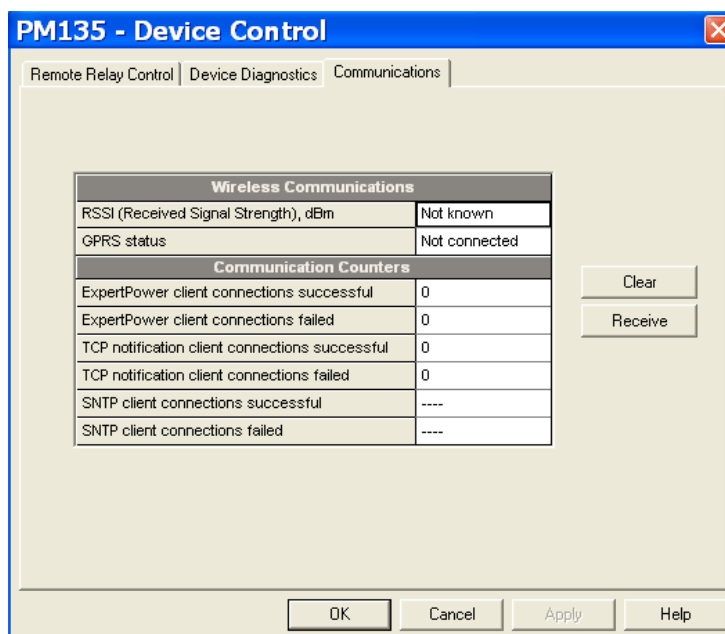 PM135 - Device Control
Remote Relay Control Device Diagnostics Communications
Wireless Communications
RSSI (Received Signal Strength), dBm Not known
GPRS status Not connected
Communication Counters
ExpertPower client connections successful 0
ExpertPower client connections failed 0
TCP notification client connections successful 0
TCP notification client connections failed 0
SNTP client connections successful ----
SNTP client connections failed ----
Clear
Receive
OK Cancel Apply Help